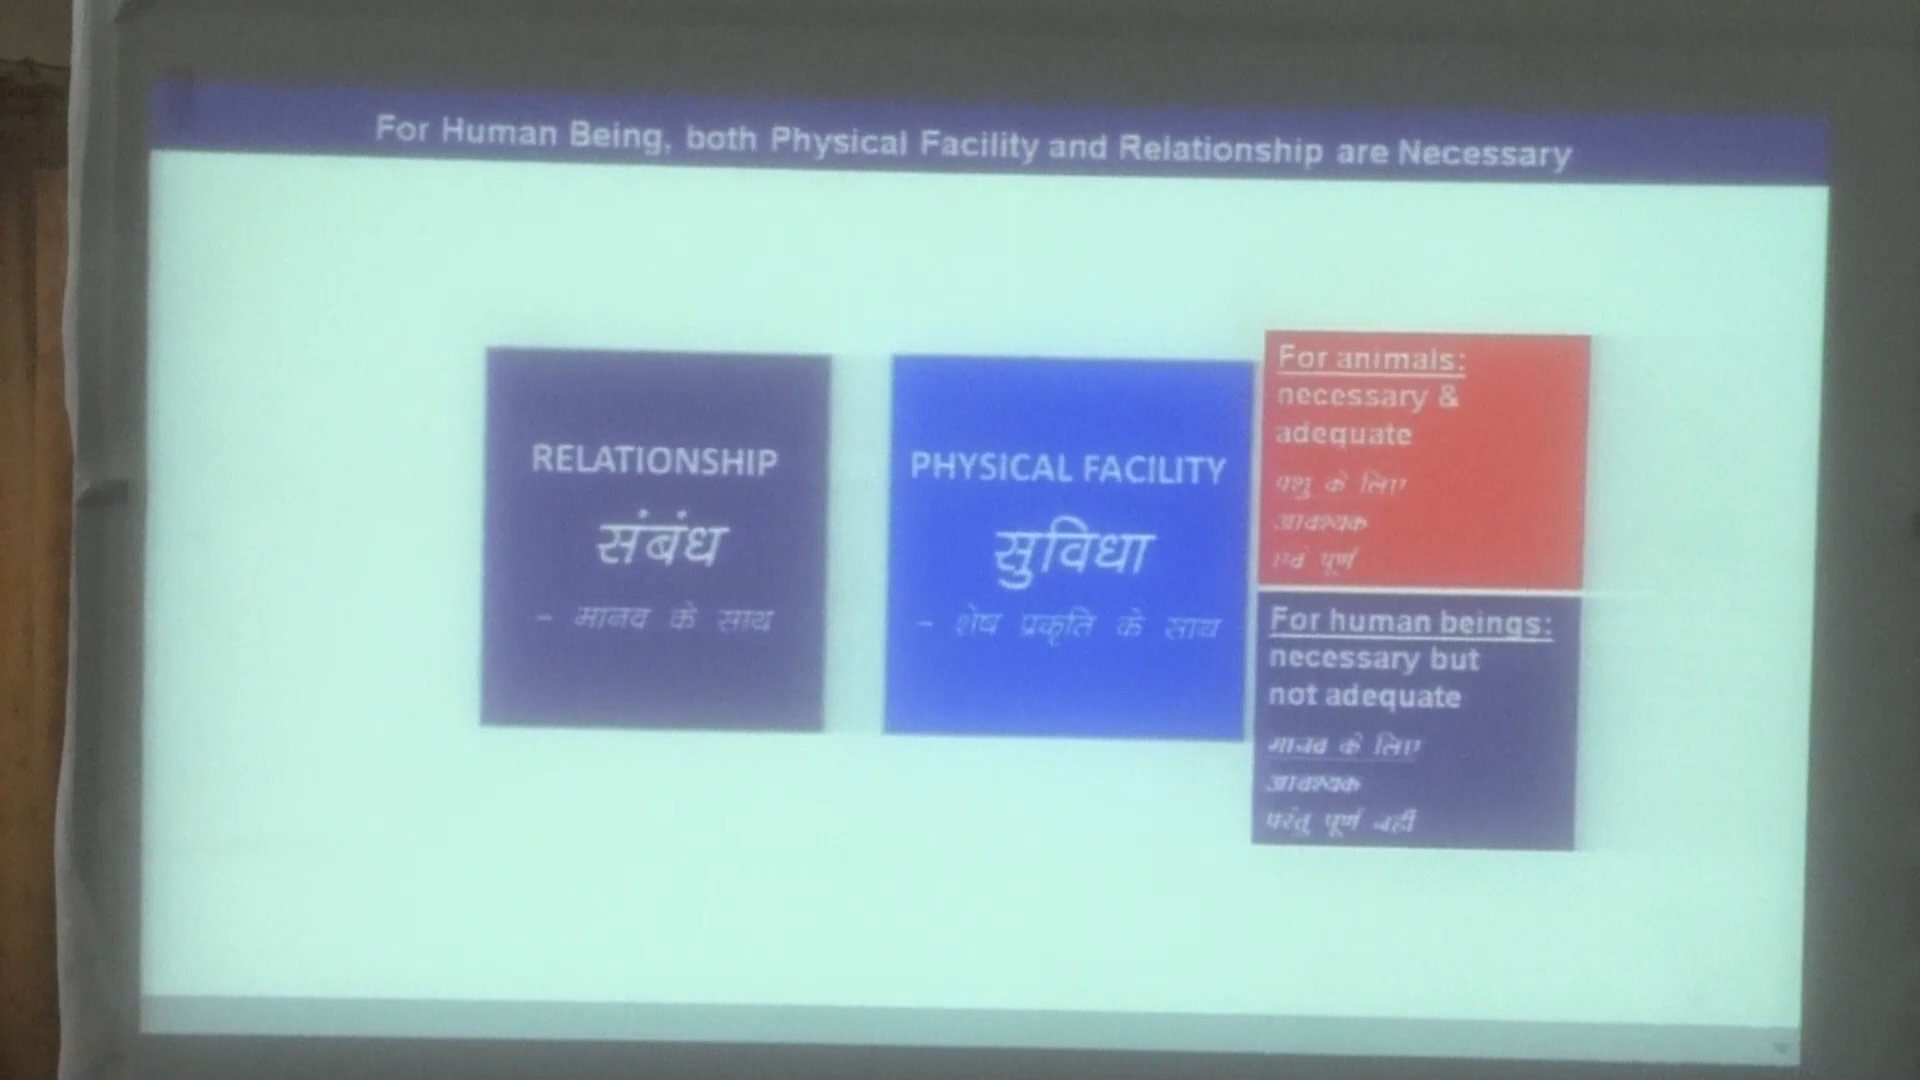 For Human Being, both Physical Facility and Relationship are Necessary
RELATIONSHIP
संबंध
- मानव के साथ
PHYSICAL FACILITY
सुविधा
- शेष प्रकृति के साथ
For animals:
necessary &
adequate
पशु के लिए
आवश्यक
एवं पूर्ण
For human beings:
necessary but
not adequate
मानव के लिए
आवश्यक
परंतु पूर्ण नहीं